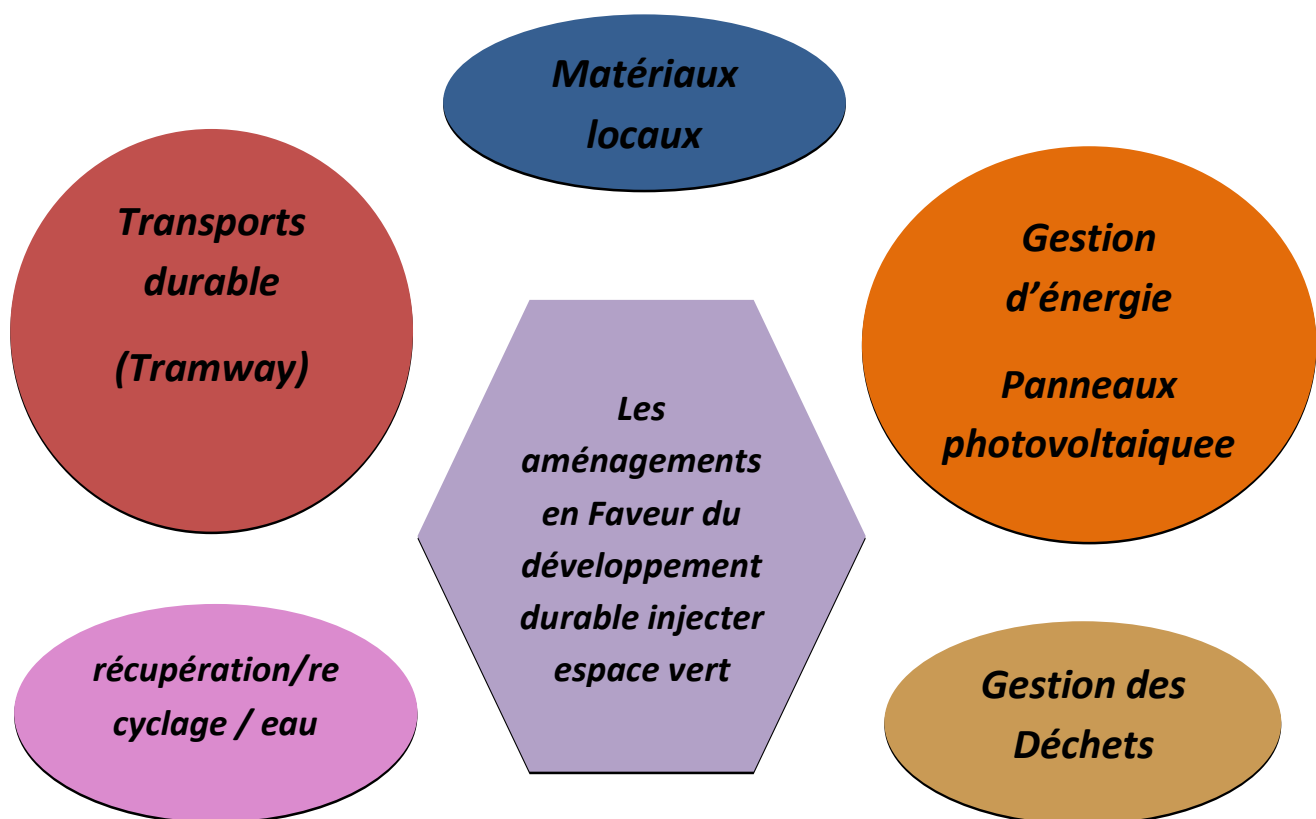 Matériaux
locaux
Transports
durable
(Tramway)
Gestion
d'énergie
Panneaux
photovoltaiquee
Les
aménagements
en Faveur du
développement
durable injecter
espace vert
récupération/re
cyclage / eau
Gestion des
Déchets